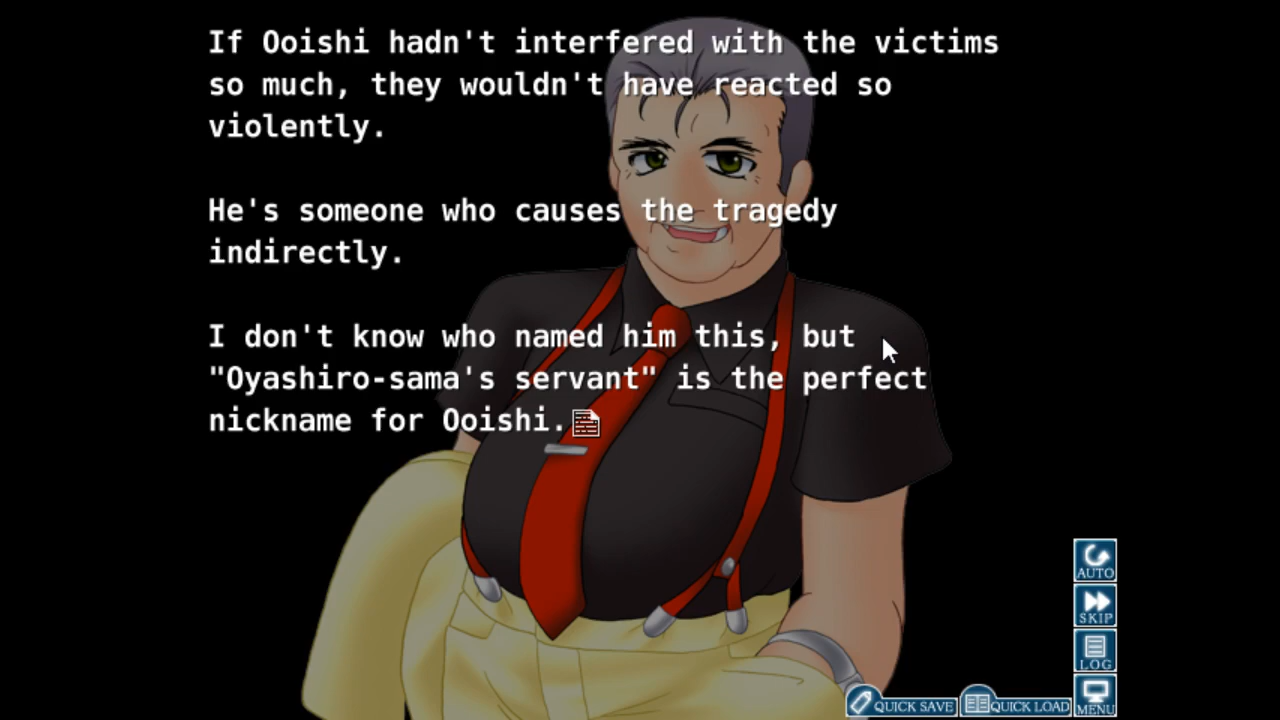 If Ooishi hadn't interfered with the victims
so much, they wouldn't have reacted so
violently.
He's someone who causes the tragedy
indirectly.
I don't know who named him this, but
"Oyashiro-sama's servant" is the perfect
nickname for Ooishi.
AUTO
SKIP
LOG
QUICK SAVE
QUICK LOAD
MENU